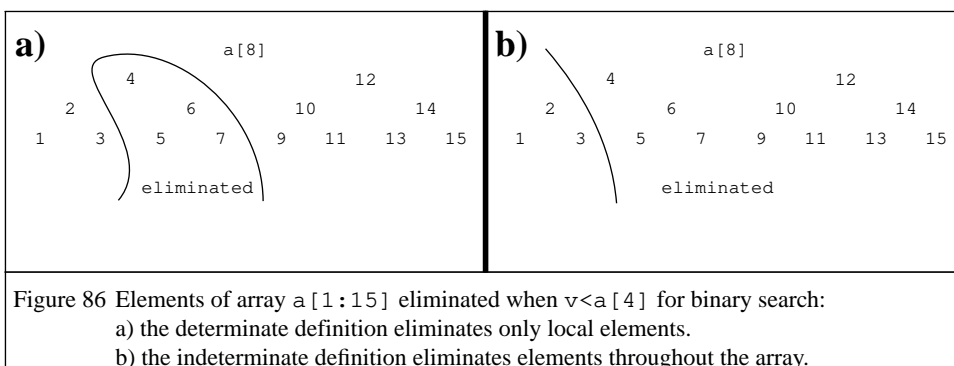 a) a[8]
4 12
2 6 10 14
1 3 5 7 9 11 13 15
eliminated
b) a[8]
4 12
2 6 10 14
1 3 5 7 9 11 13 15
eliminated
Figure 86 Elements of array a[1:15] eliminated when v<a[4] for binary search:
a) the determinate definition eliminates only local elements.
b) the indeterminate definition eliminates elements throughout the array.